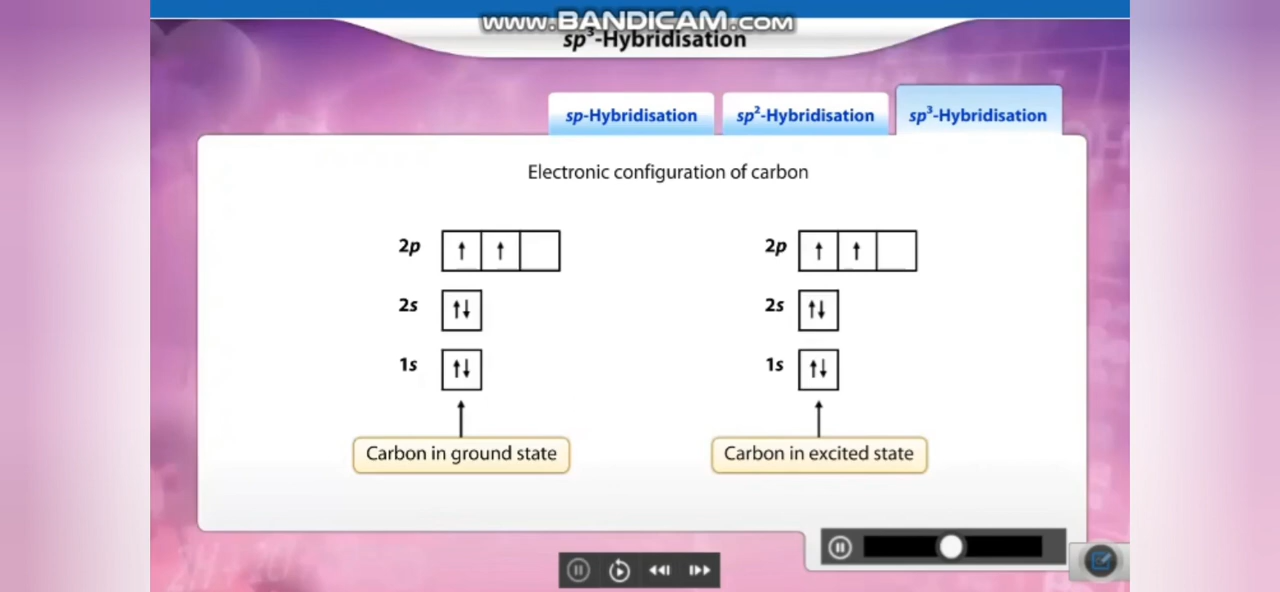 www.BANDICAM.com
sp³-Hybridisation
sp-Hybridisation sp²-Hybridisation sp³-Hybridisation
Electronic configuration of carbon
2p ↑ ↑ 2p ↑ ↑
2s ↑↓ 2s ↑↓
1s ↑↓ 1s ↑↓
Carbon in ground state Carbon in excited state